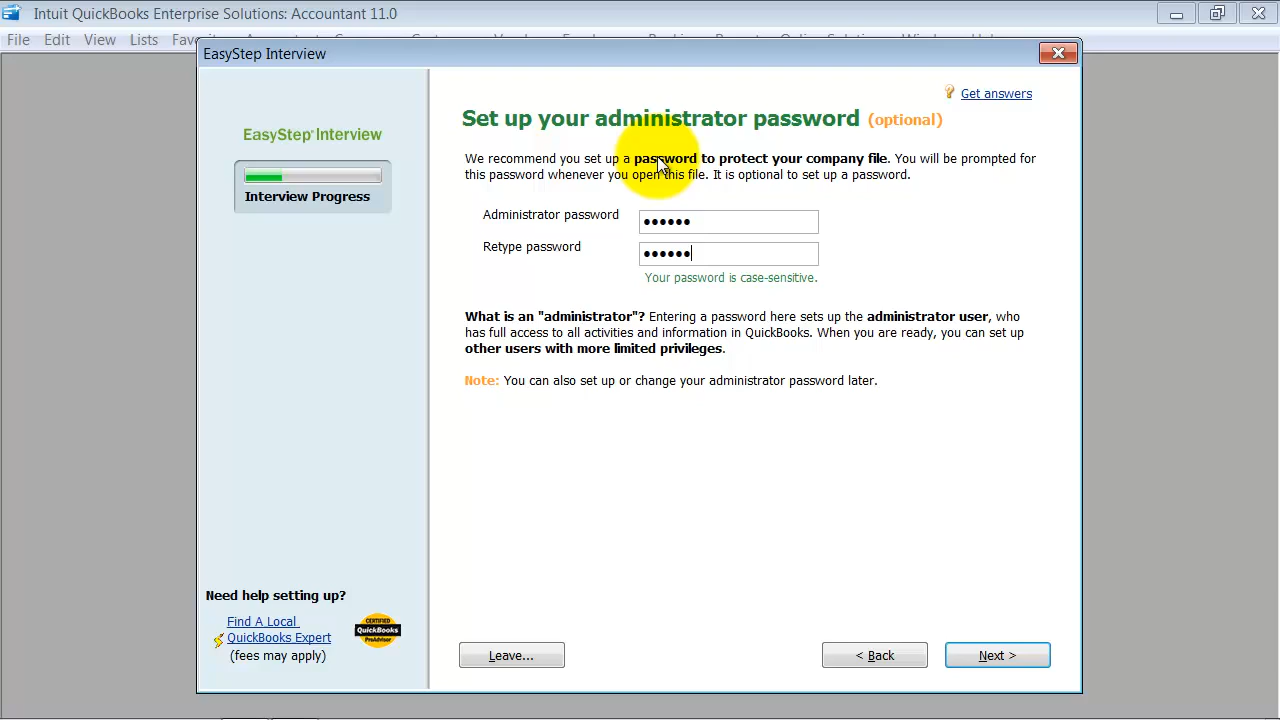 Intuit QuickBooks Enterprise Solutions: Accountant 11.0
File Edit View Lists
EasyStep Interview
Get answers
EasyStep Interview
Set up your administrator password (optional)
We recommend you set up a password to protect your company file. You will be prompted for
this password whenever you open this file. It is optional to set up a password.
Interview Progress
Administrator password ••••••
Retype password ••••••
Your password is case-sensitive.
What is an "administrator"? Entering a password here sets up the administrator user, who
has full access to all activities and information in QuickBooks. When you are ready, you can set up
other users with more limited privileges.
Note: You can also set up or change your administrator password later.
Need help setting up?
Find A Local
QuickBooks Expert
(fees may apply)
CERTIFIED
QuickBooks
ProAdvisor
Leave...
< Back
Next >